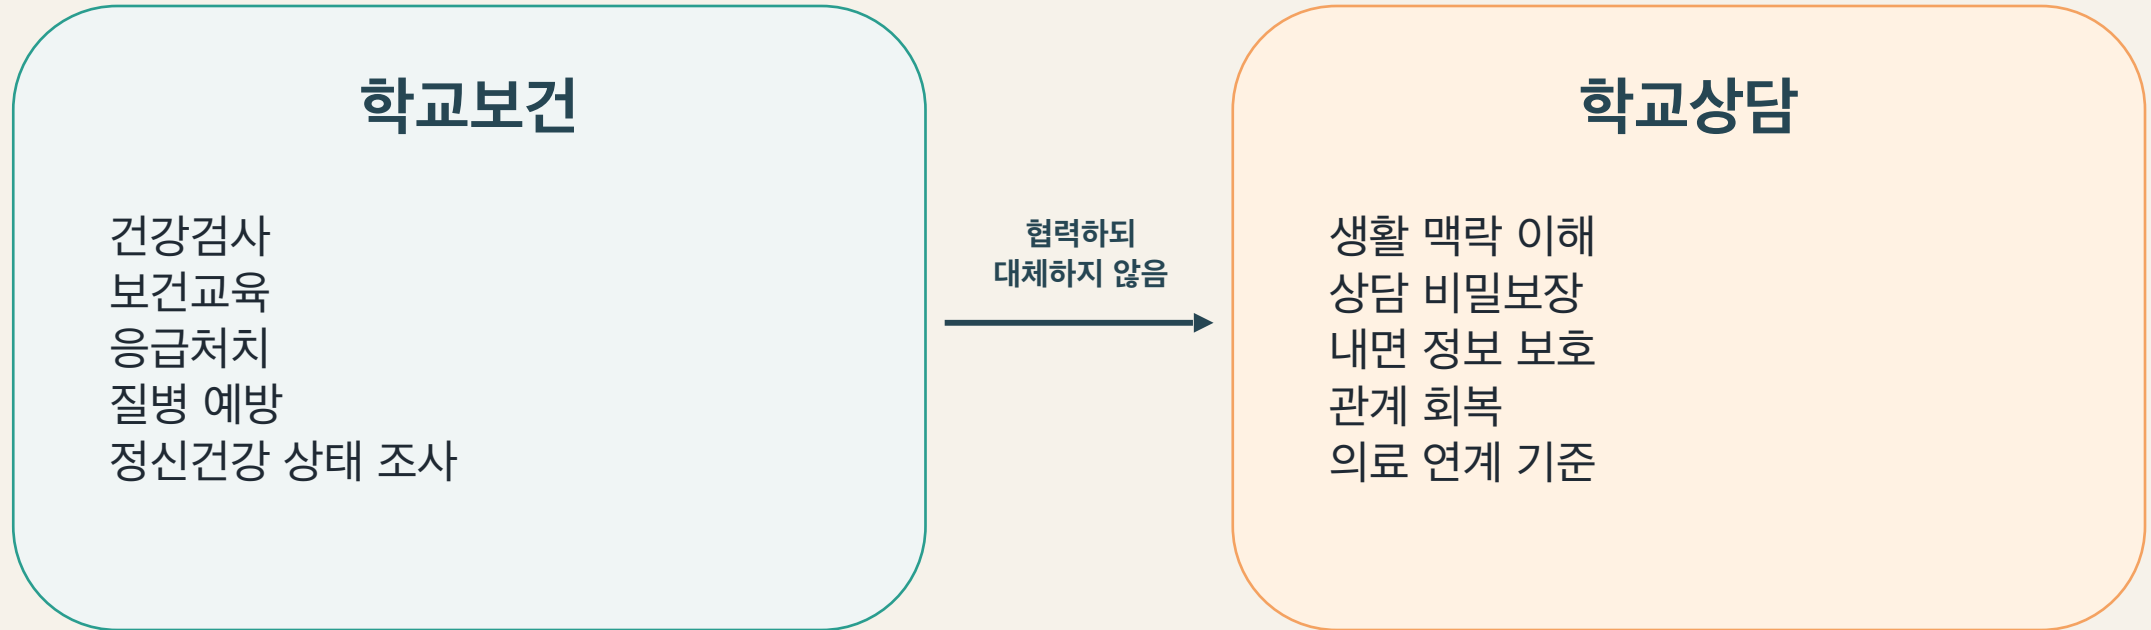 학교보건
건강검사
보건교육
응급처치
질병 예방
정신건강 상태 조사
협력하되
대체하지 않음
학교상담
생활 맥락 이해
상담 비밀보장
내면 정보 보호
관계 회복
의료 연계 기준